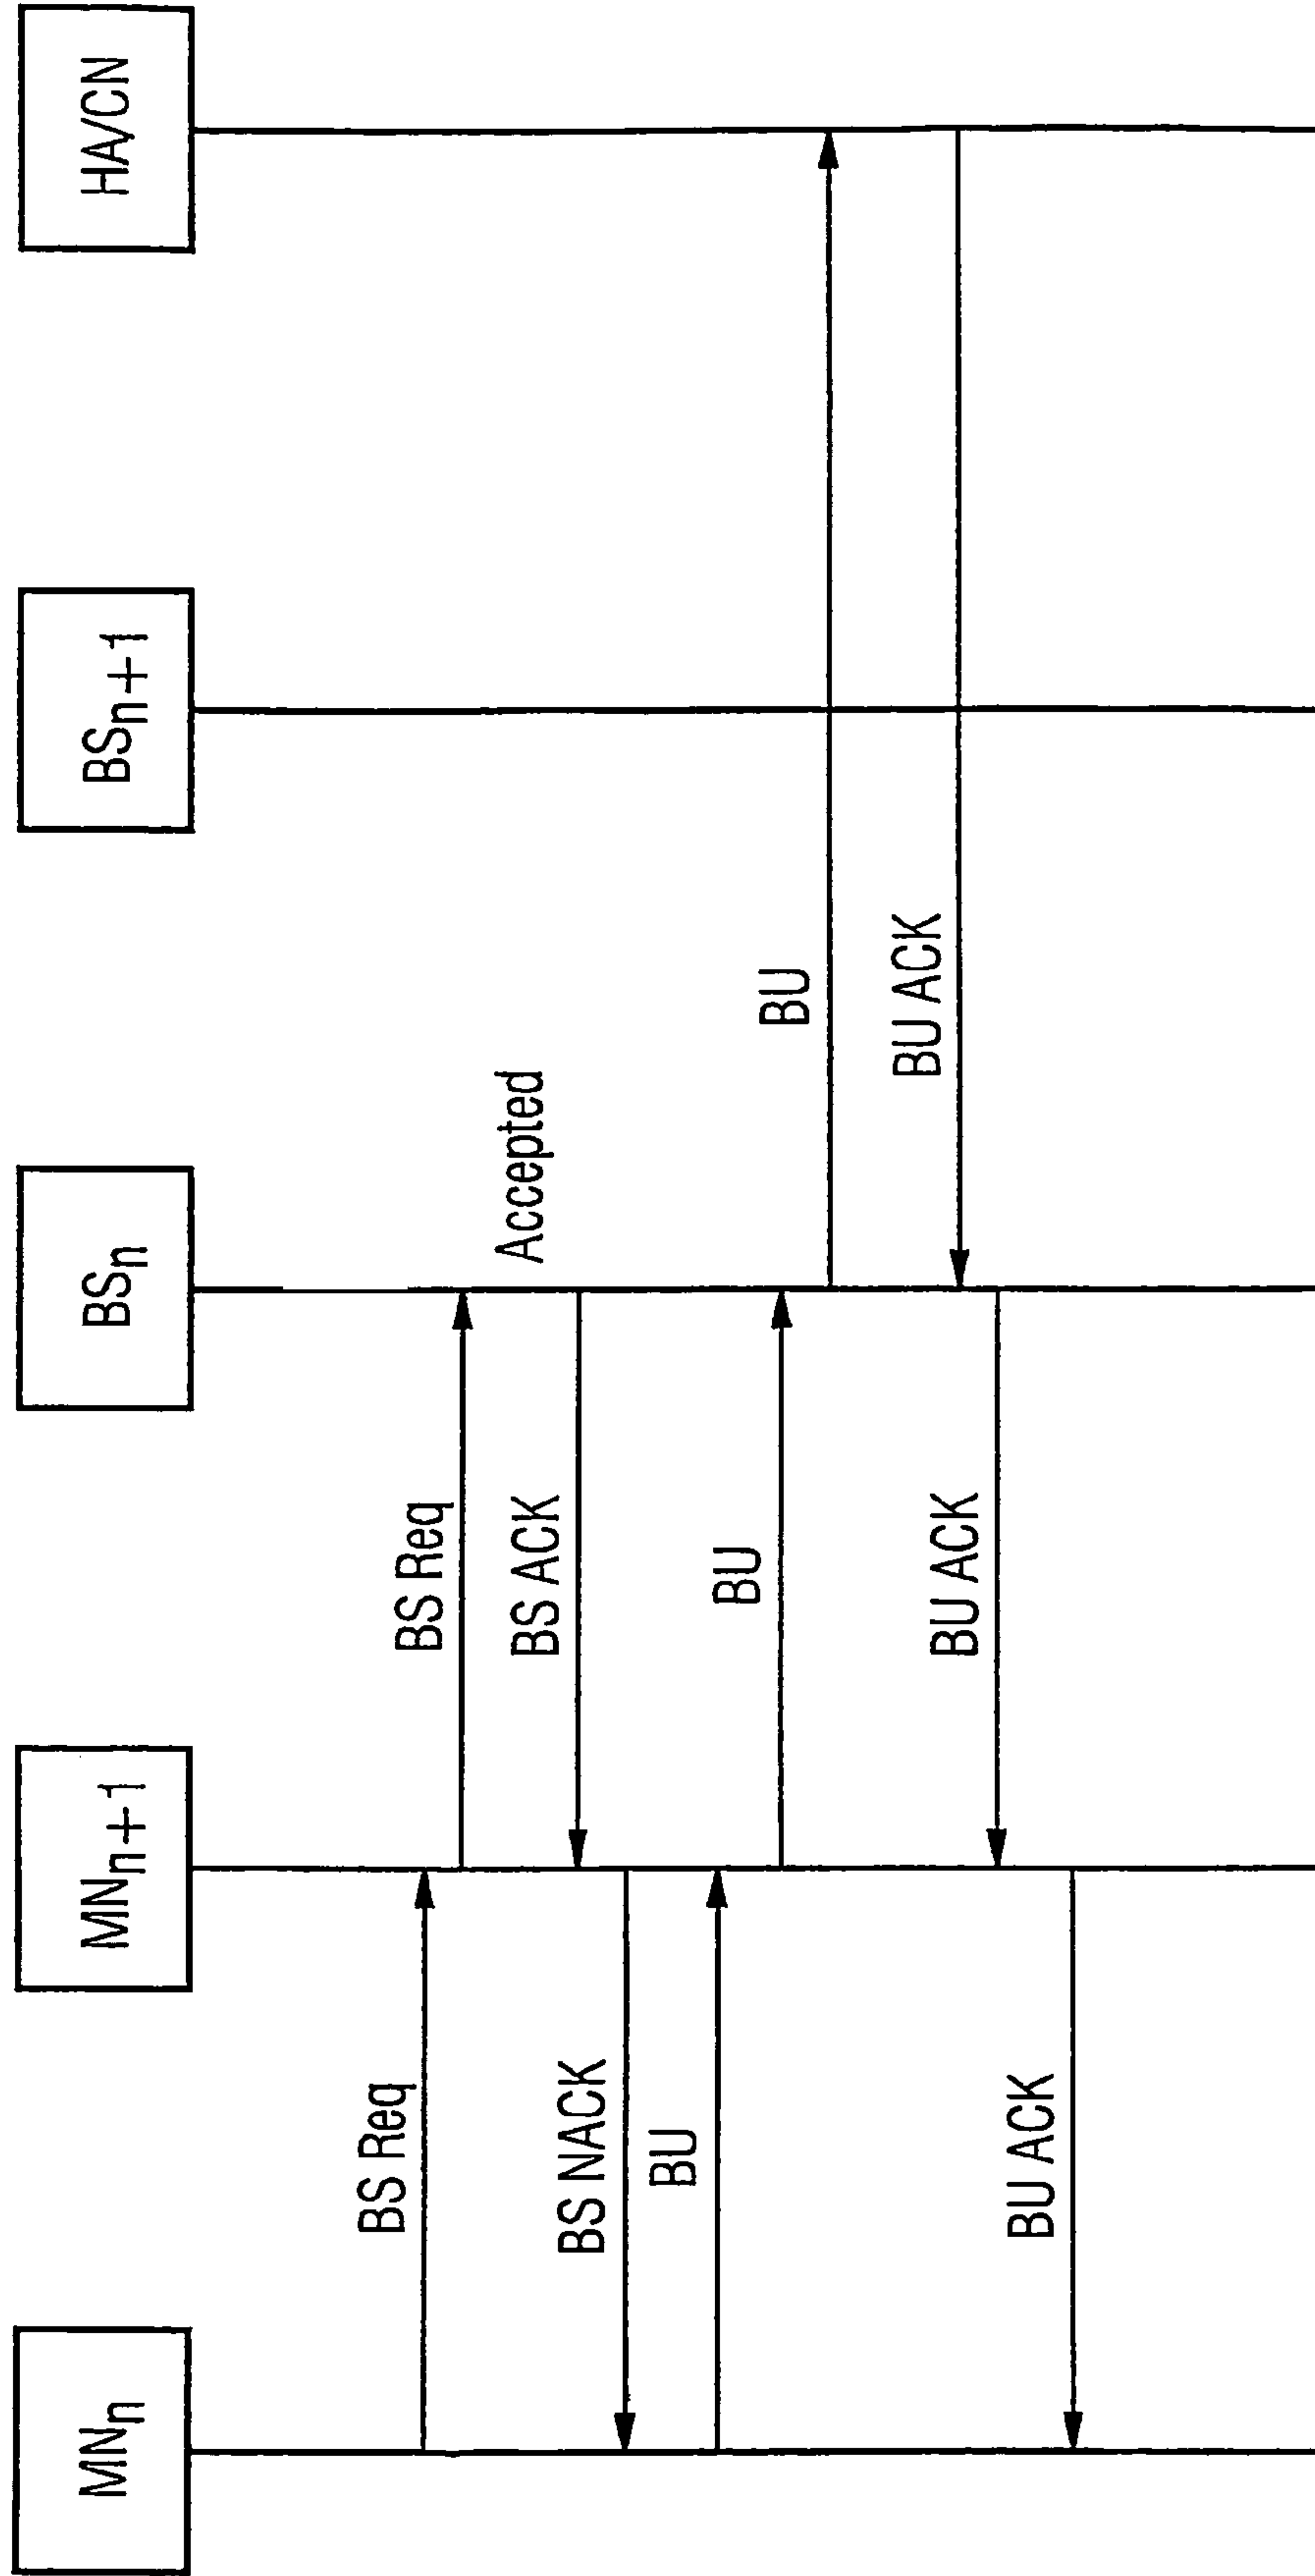 MNn
MNn+1
BSn
BSn+1
HA/CN
BS Req
BS Req
Accepted
BS ACK
BS NACK
BU
BU
BU
BU ACK
BU ACK
BU ACK